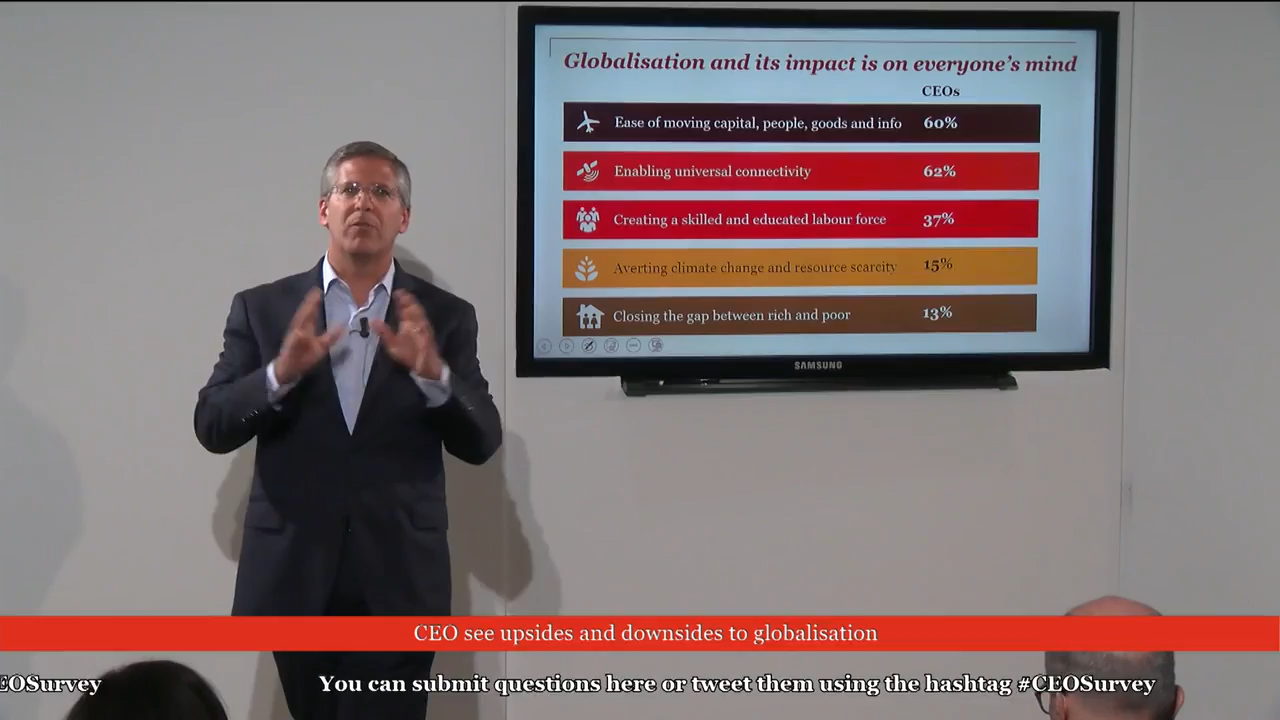 Globalisation and its impact is on everyone's mind
CEOs
Ease of moving capital, people, goods and info 60%
Enabling universal connectivity 62%
Creating a skilled and educated labour force 37%
Averting climate change and resource scarcity 15%
Closing the gap between rich and poor 13%
SAMSUNG
CEO see upsides and downsides to globalisation
EOSurvey You can submit questions here or tweet them using the hashtag #CEOSurvey